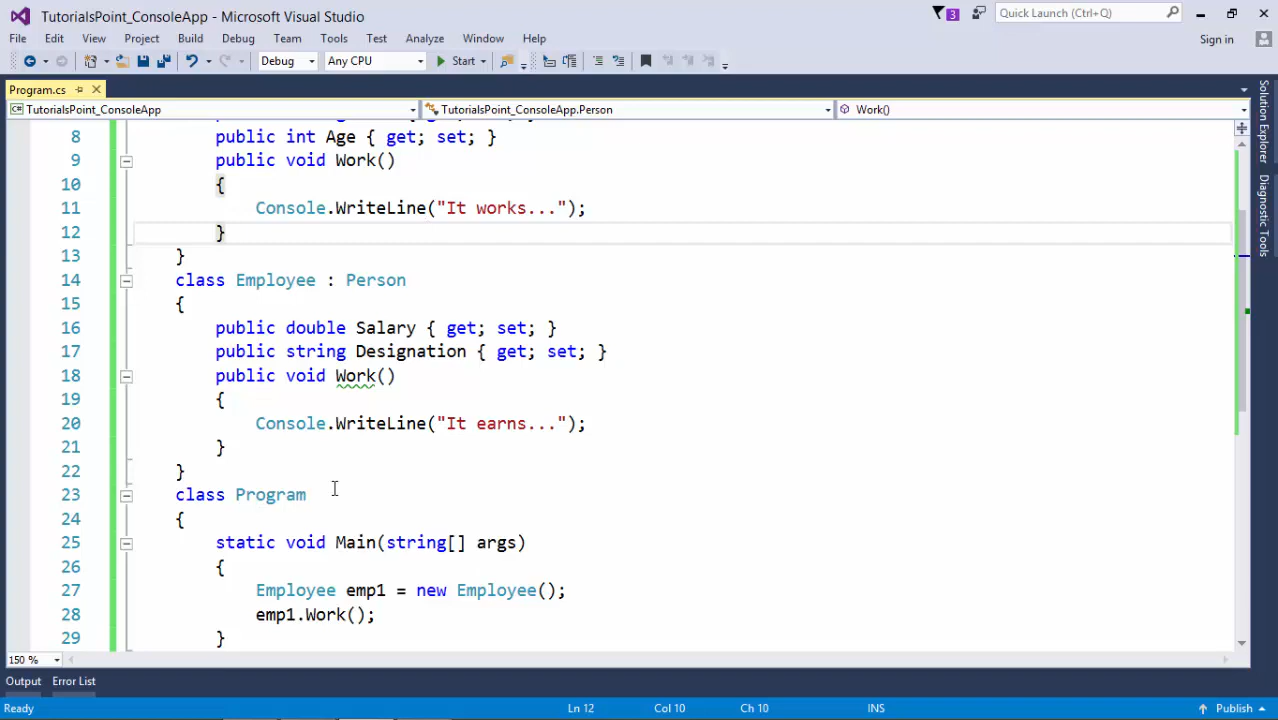 TutorialsPoint_ConsoleApp - Microsoft Visual Studio
3
Quick Launch (Ctrl+Q)
File Edit View Project Build Debug Team Tools Test Analyze Window Help
Sign in
Debug Any CPU Start
Program.cs
TutorialsPoint_ConsoleApp TutorialsPoint_ConsoleApp.Person Work()
8 public int Age { get; set; }
9 public void Work()
10 {
11 Console.WriteLine("It works...");
12 }
13 }
14 class Employee : Person
15 {
16 public double Salary { get; set; }
17 public string Designation { get; set; }
18 public void Work()
19 {
20 Console.WriteLine("It earns...");
21 }
22 }
23 class Program
24 {
25 static void Main(string[] args)
26 {
27 Employee emp1 = new Employee();
28 emp1.Work();
29 }
150 %
Solution Explorer
Diagnostic Tools
Output Error List
Ready Ln 12 Col 10 Ch 10 INS Publish